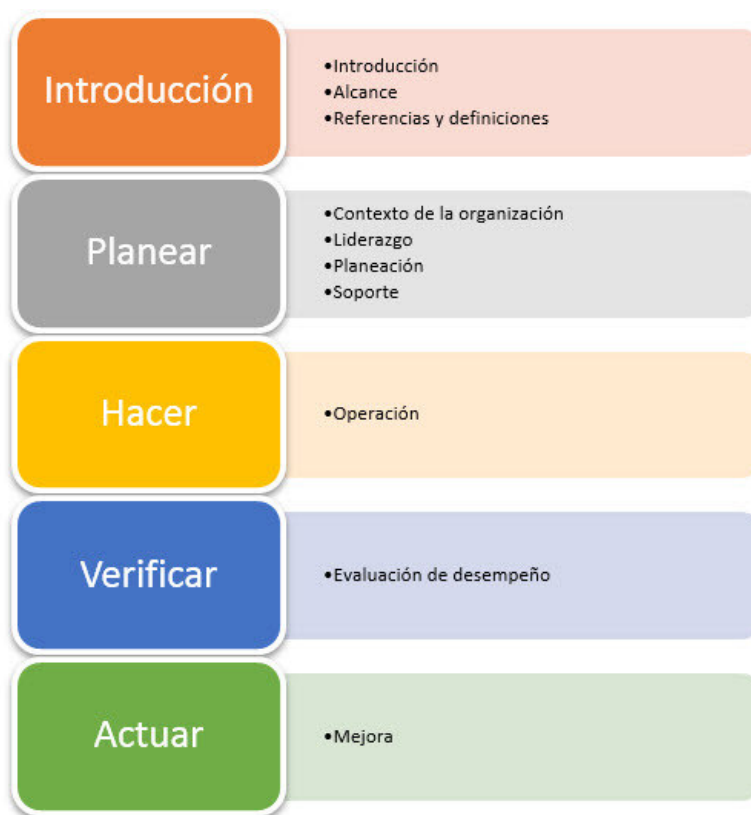 Introducción
•Introducción
•Alcance
•Referencias y definiciones
Planear
•Contexto de la organización
•Liderazgo
•Planeación
•Soporte
Hacer
•Operación
Verificar
•Evaluación de desempeño
Actuar
•Mejora